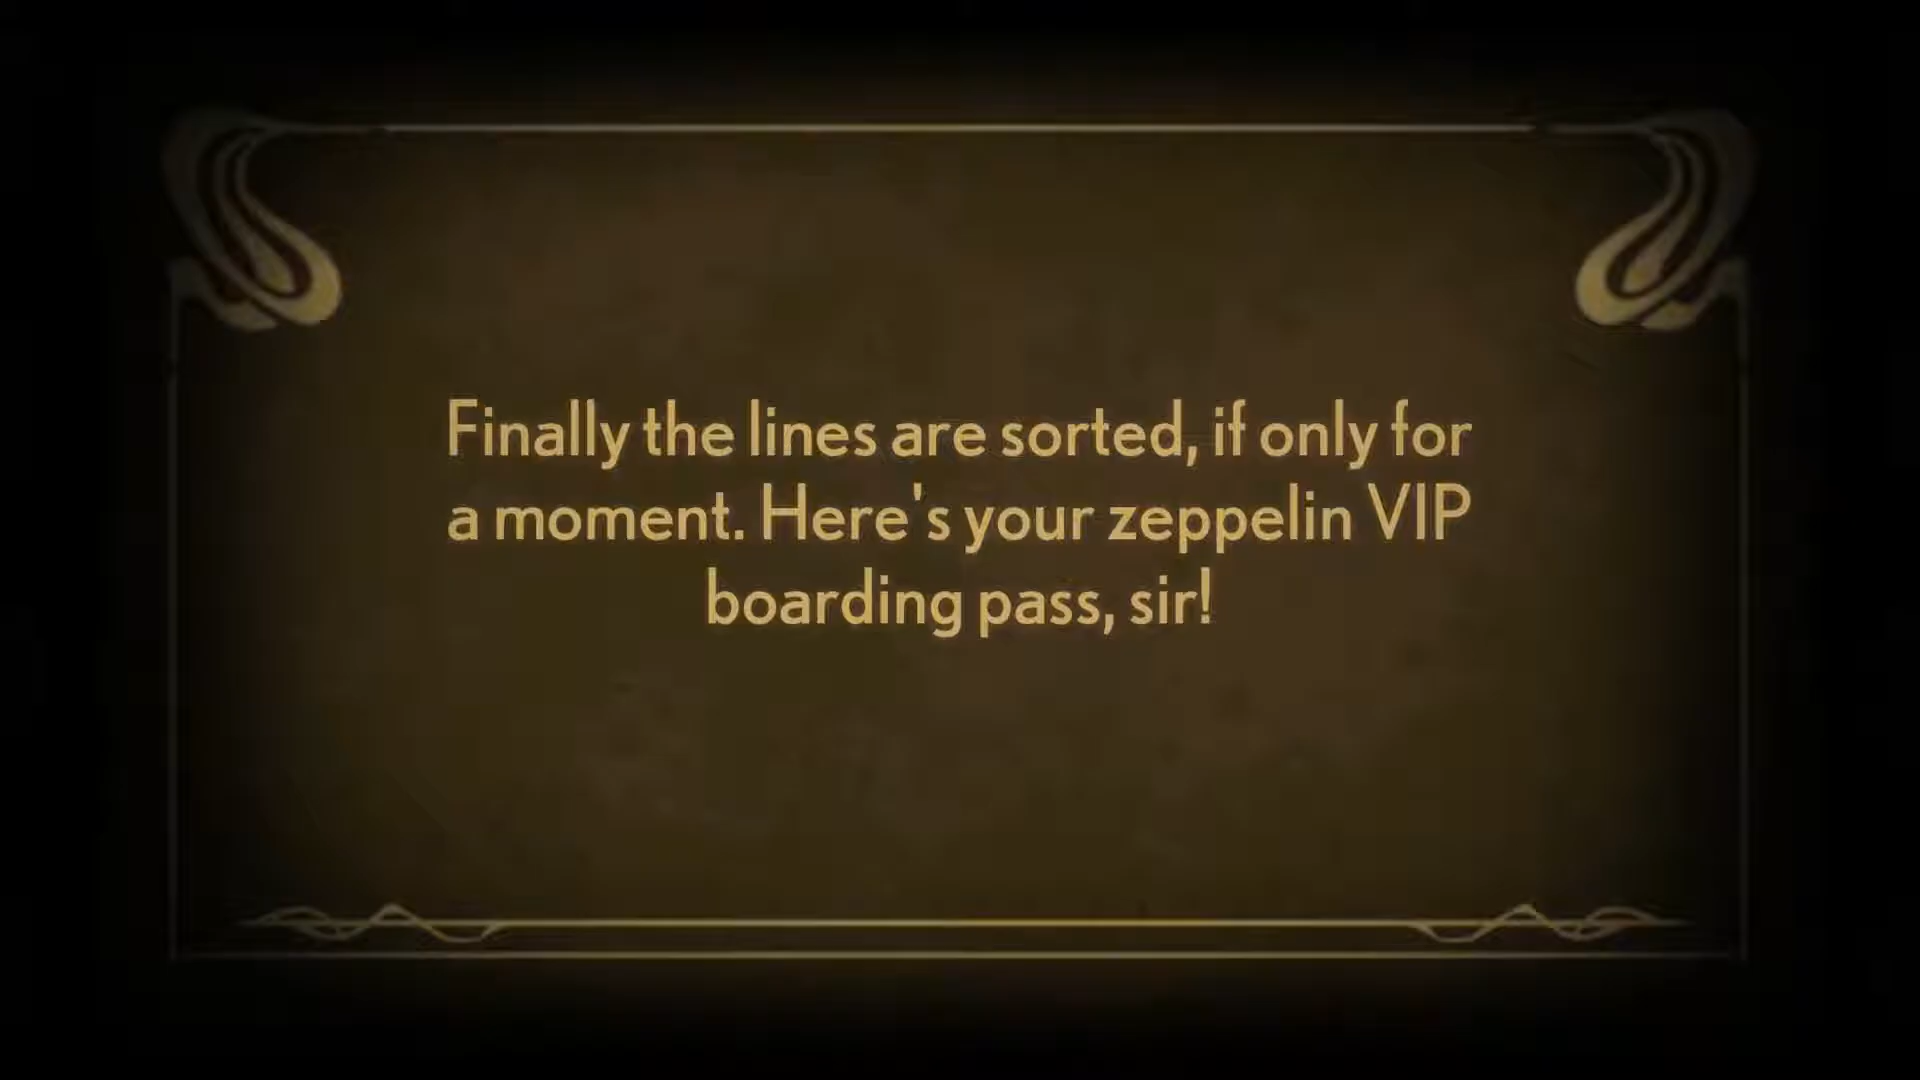 Finally the lines are sorted, if only for
a moment. Here's your zeppelin VIP
boarding pass, sir!